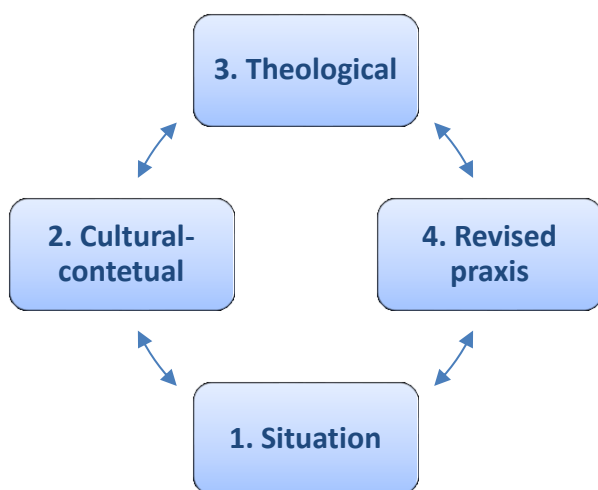 3. Theological
2. Cultural-
contetual
4. Revised
praxis
1. Situation